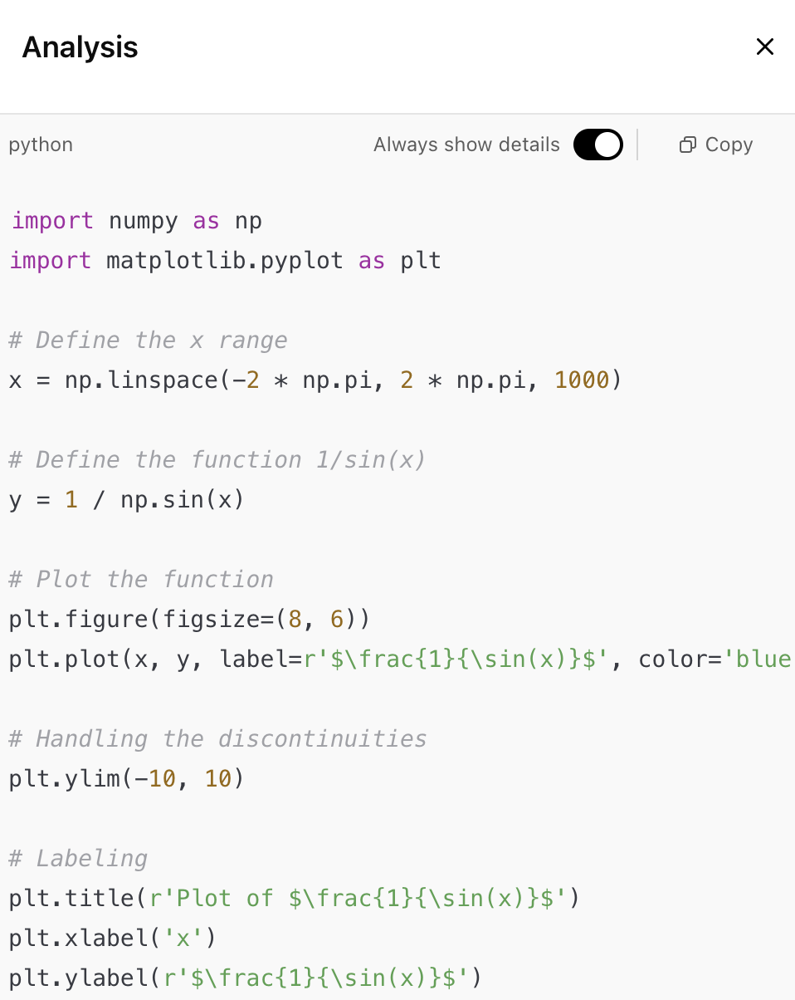 Analysis
python
Always show details
Copy
import numpy as np
import matplotlib.pyplot as plt
# Define the x range
x = np.linspace(-2 * np.pi, 2 * np.pi, 1000)
# Define the function 1/sin(x)
y = 1 / np.sin(x)
# Plot the function
plt.figure(figsize=(8, 6))
plt.plot(x, y, label=r'$\frac{1}{\sin(x)}$', color='blue
# Handling the discontinuities
plt.ylim(-10, 10)
# Labeling
plt.title(r'Plot of $\frac{1}{\sin(x)}$')
plt.xlabel('x')
plt.ylabel(r'$\frac{1}{\sin(x)}$')